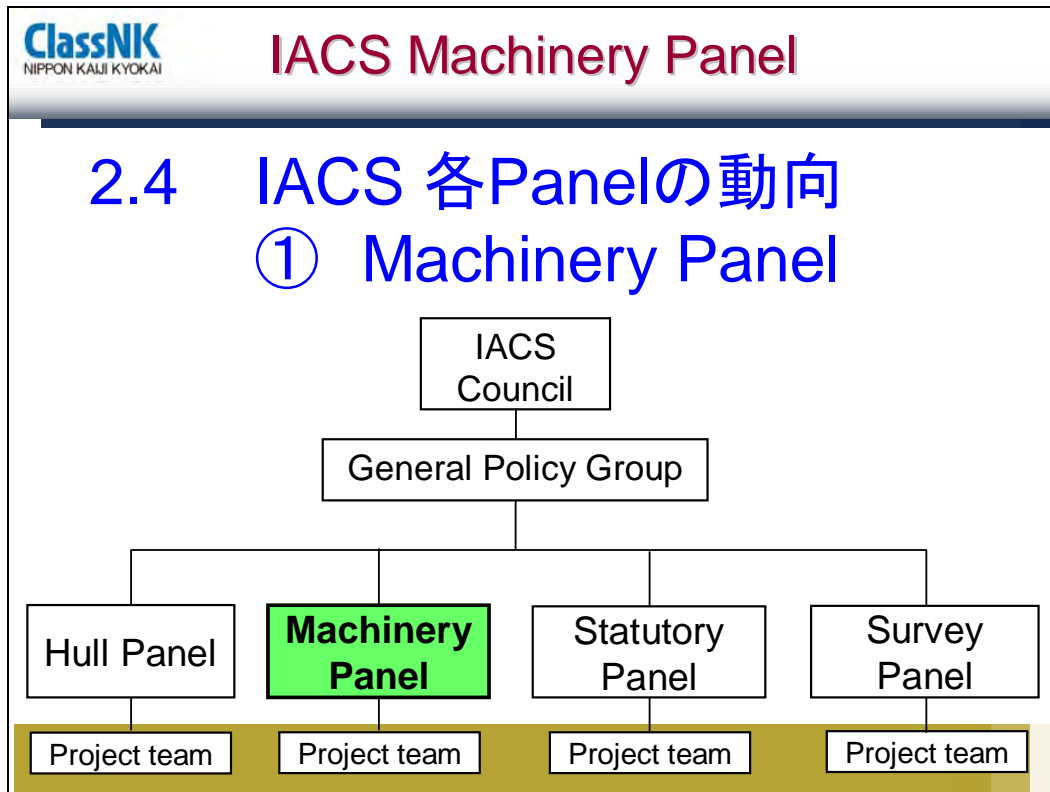 ClassNK
NIPPON KAIJI KYOKAI
IACS Machinery Panel
2.4 IACS 各Panelの動向
① Machinery Panel
IACS
Council
General Policy Group
Hull Panel
Machinery
Panel
Statutory
Panel
Survey
Panel
Project team
Project team
Project team
Project team